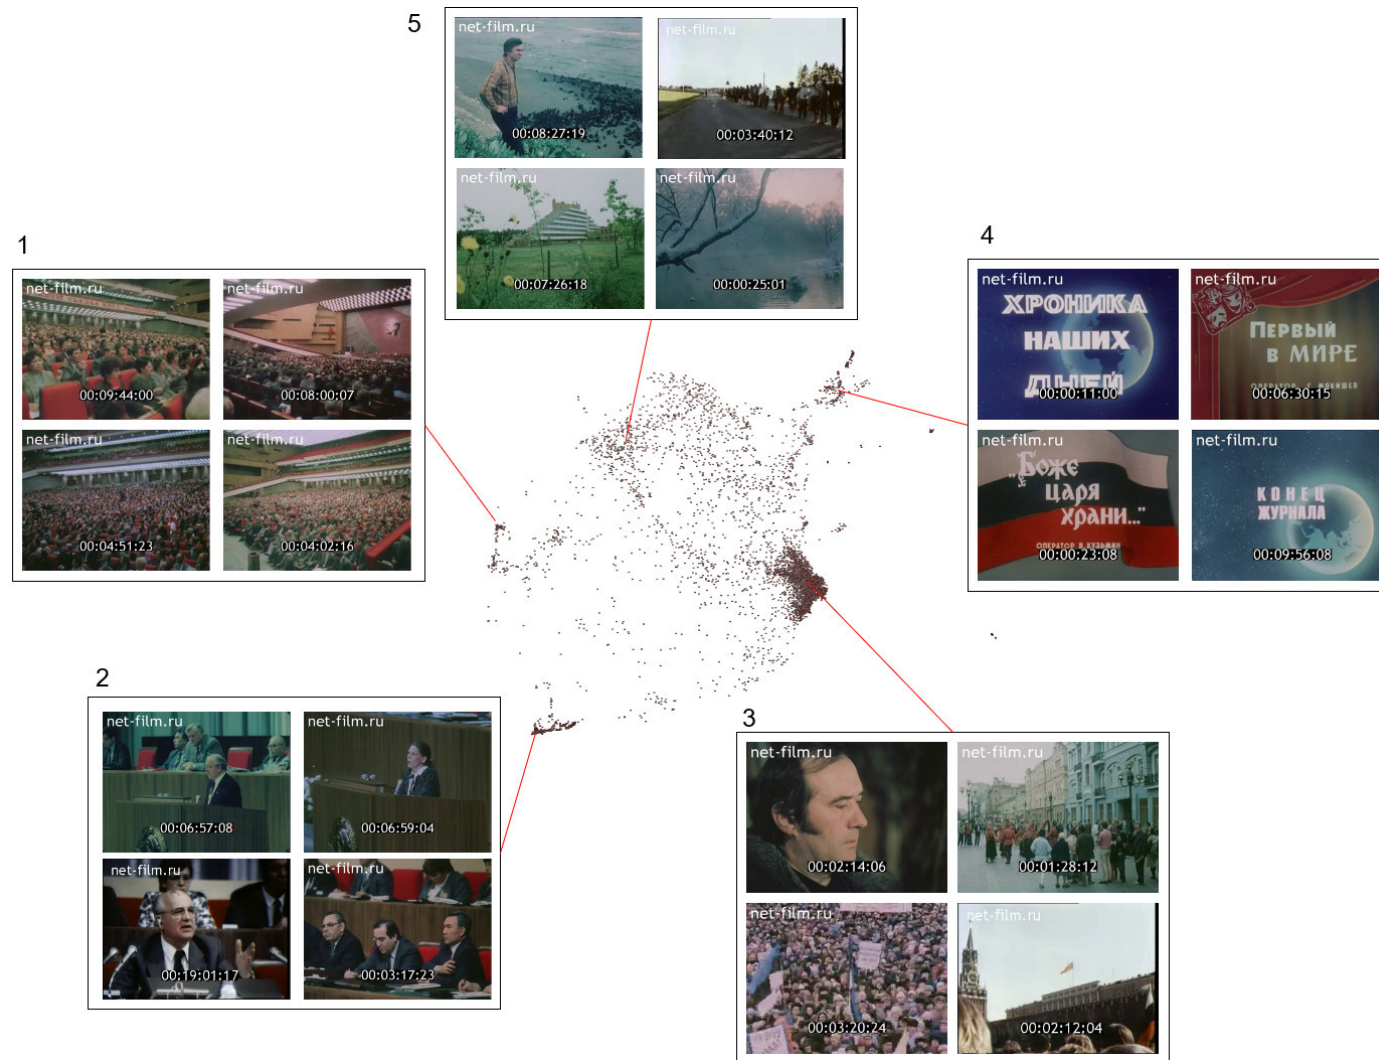 5
net-film.ru
00:08:27:19
net-film.ru
00:03:40:12
net-film.ru
00:07:26:18
net-film.ru
00:00:25:01
1
net-film.ru
00:09:44:00
net-film.ru
00:08:00:07
net-film.ru
00:04:51:23
net-film.ru
00:04:02:16
4
net-film.ru
ХРОНИКА
НАШИХ
ДНЕЙ
00:00:11:00
net-film.ru
ПЕРВЫЙ
В МИРЕ
00:06:30:15
net-film.ru
"БОЖЕ
ЦАРЯ
ХРАНИ..."
ОПЕРАТОР В. КУЗЬМИН
00:00:23:08
net-film.ru
КОНЕЦ
ЖУРНАЛА
00:09:56:08
2
net-film.ru
00:06:57:08
net-film.ru
00:06:59:04
net-film.ru
00:19:01:17
net-film.ru
00:03:17:23
3
net-film.ru
00:02:14:06
net-film.ru
00:01:28:12
net-film.ru
00:03:20:24
net-film.ru
00:02:12:04